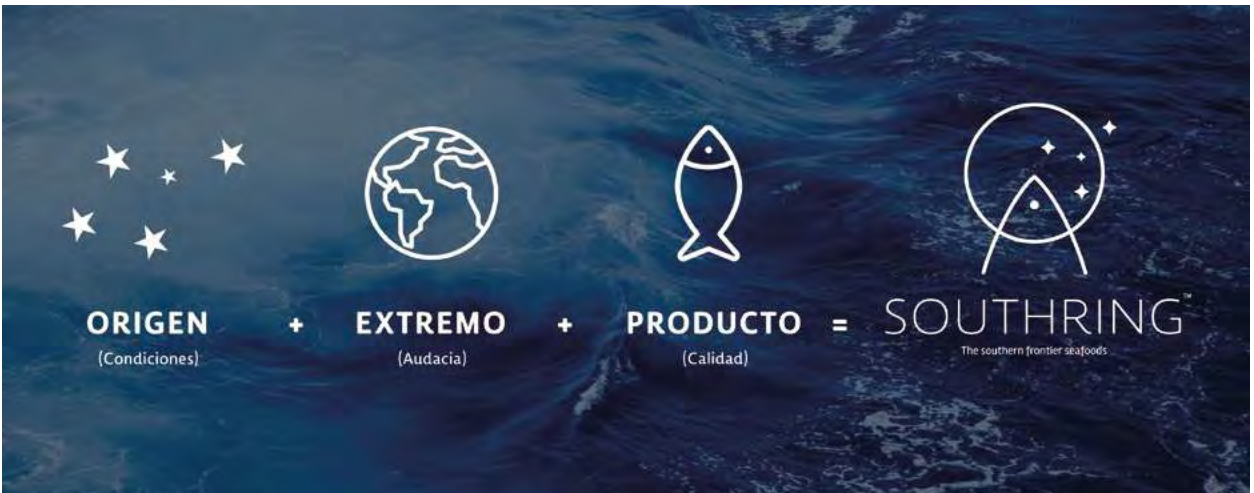 ORIGEN + EXTREMO + PRODUCTO = SOUTHRING™
(Condiciones) (Audacia) (Calidad) The southern frontier seafoods